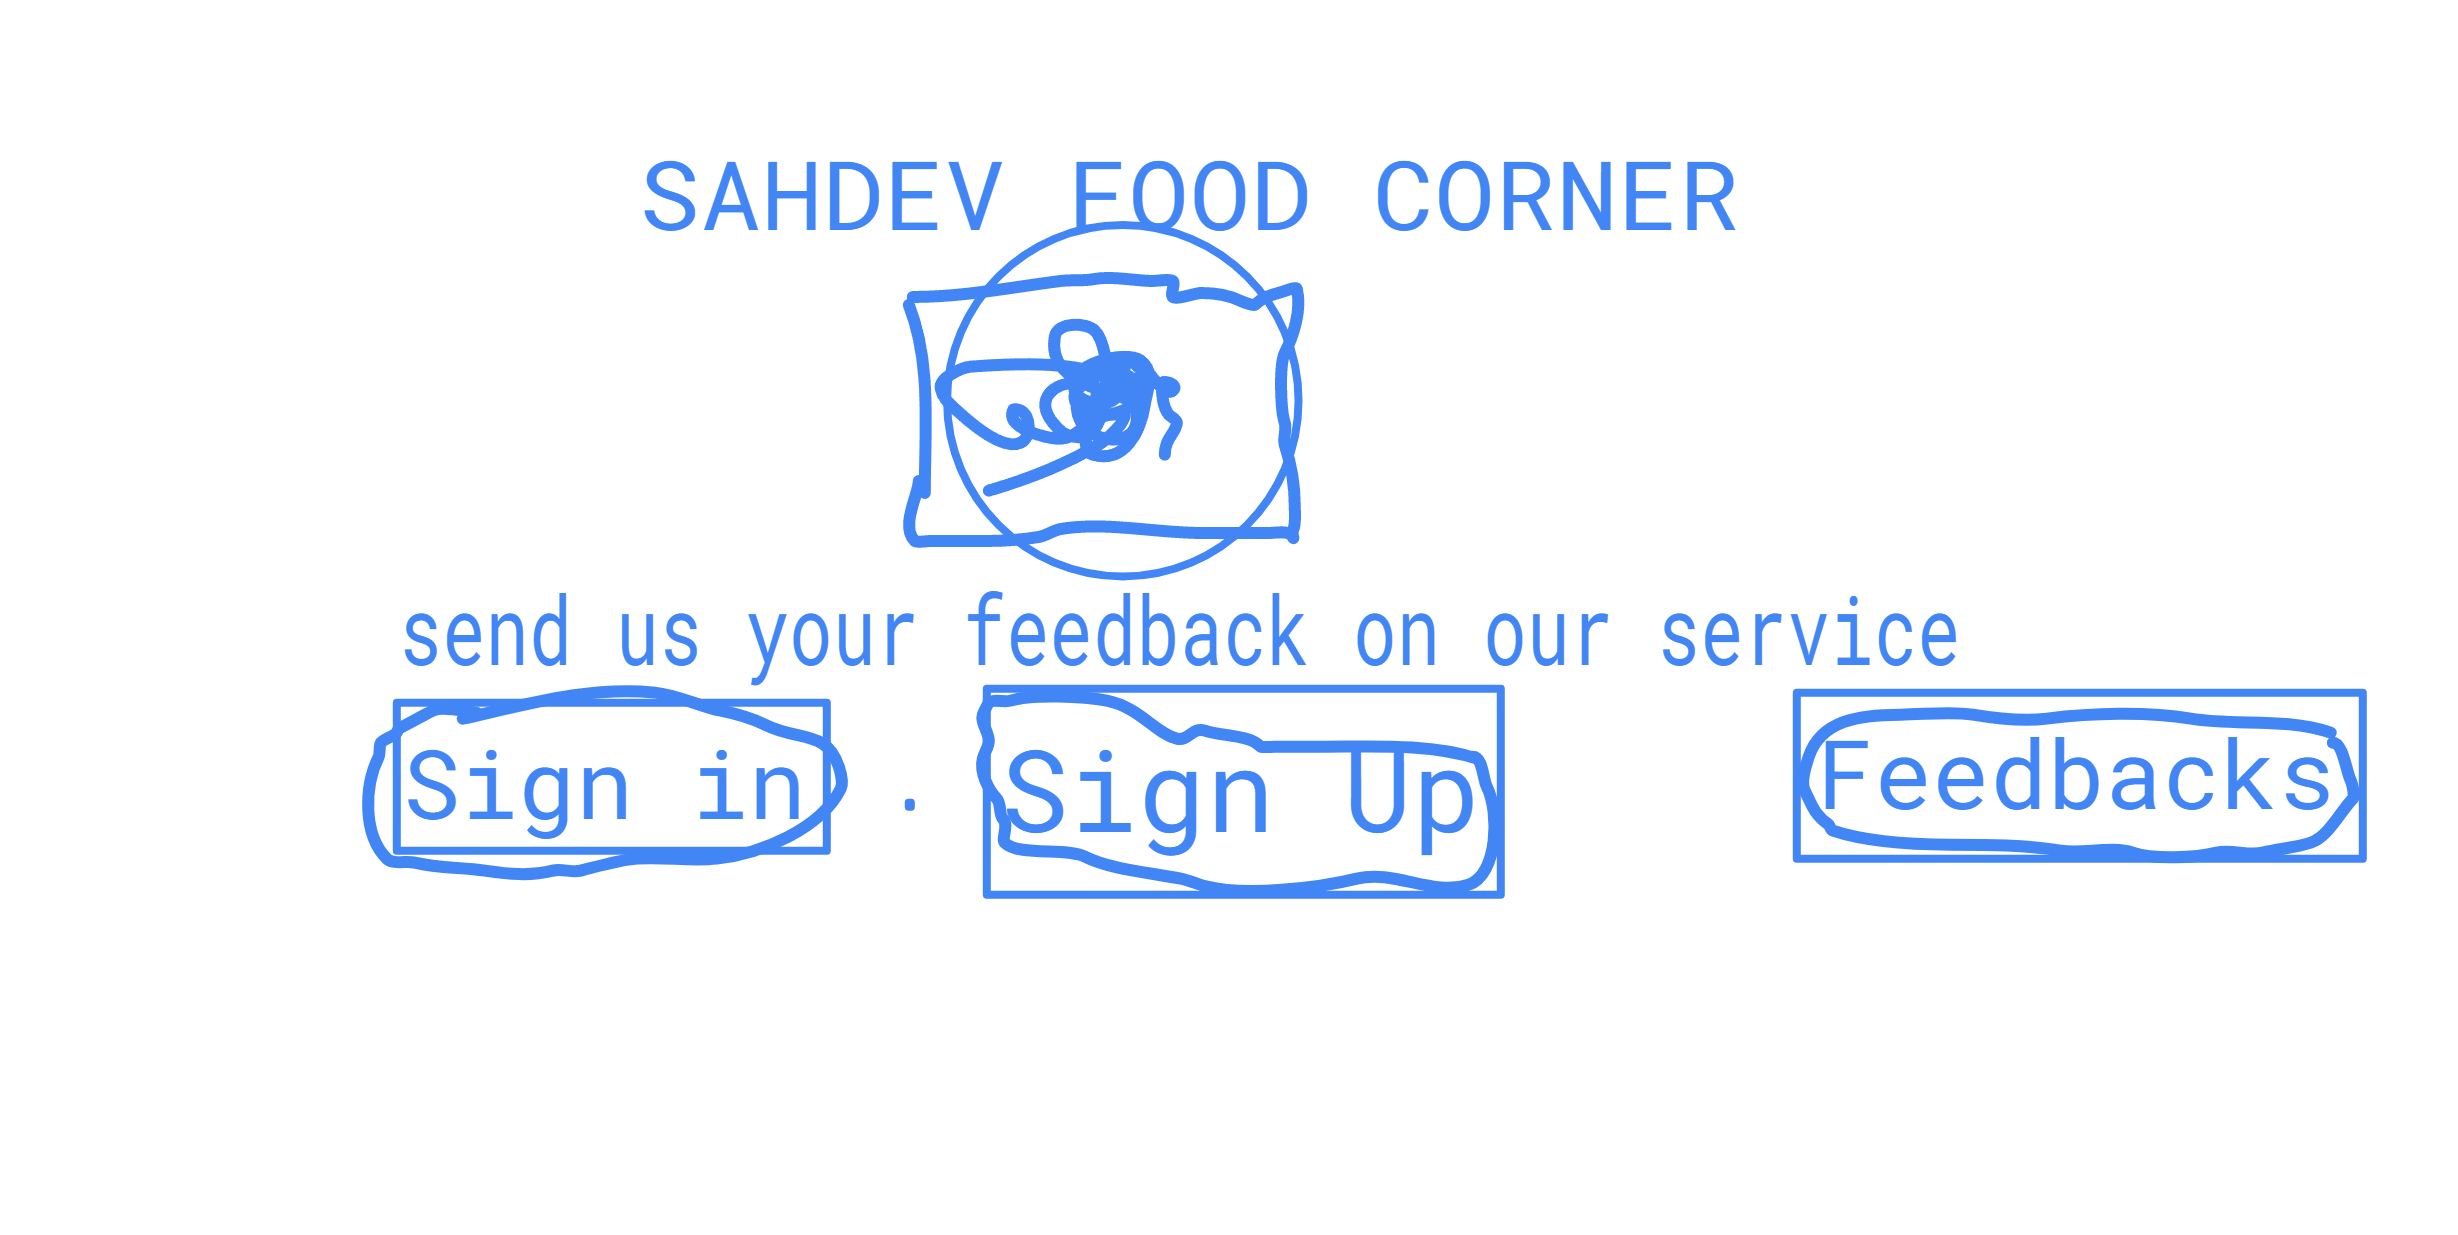 SAHDEV FOOD CORNER
send us your feedback on our service
Sign in . Sign Up Feedbacks